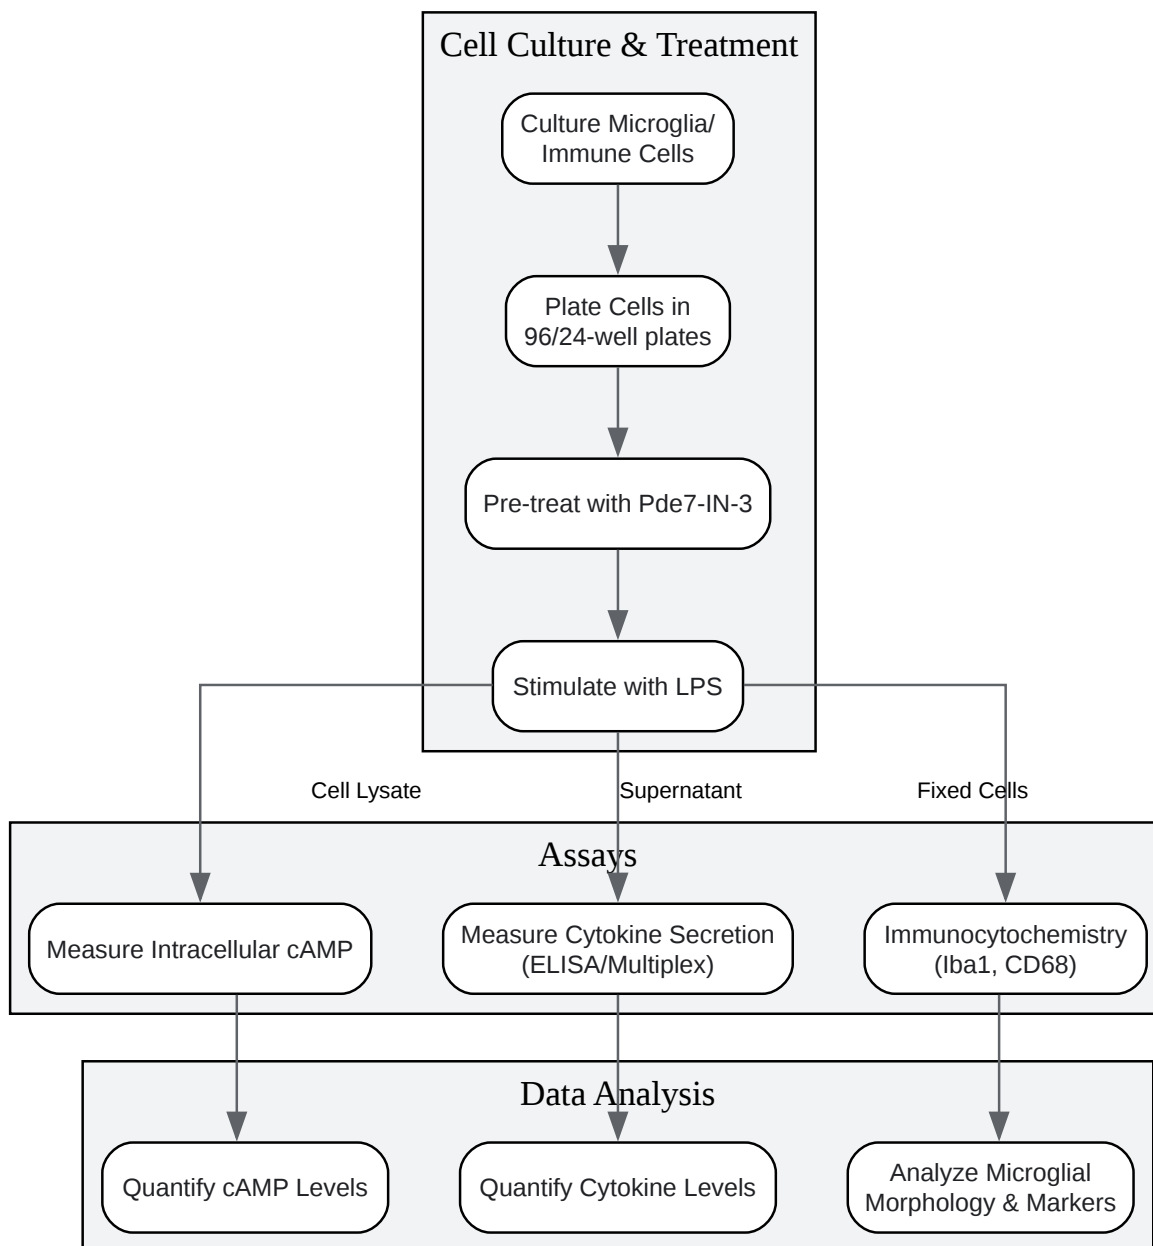 Cell Culture & Treatment
Culture Microglia/
Immune Cells
Plate Cells in
96/24-well plates
Pre-treat with Pde7-IN-3
Stimulate with LPS
Cell Lysate
Supernatant
Fixed Cells
Assays
Measure Intracellular cAMP
Measure Cytokine Secretion
(ELISA/Multiplex)
Immunocytochemistry
(Iba1, CD68)
Data Analysis
Quantify cAMP Levels
Quantify Cytokine Levels
Analyze Microglial
Morphology & Markers